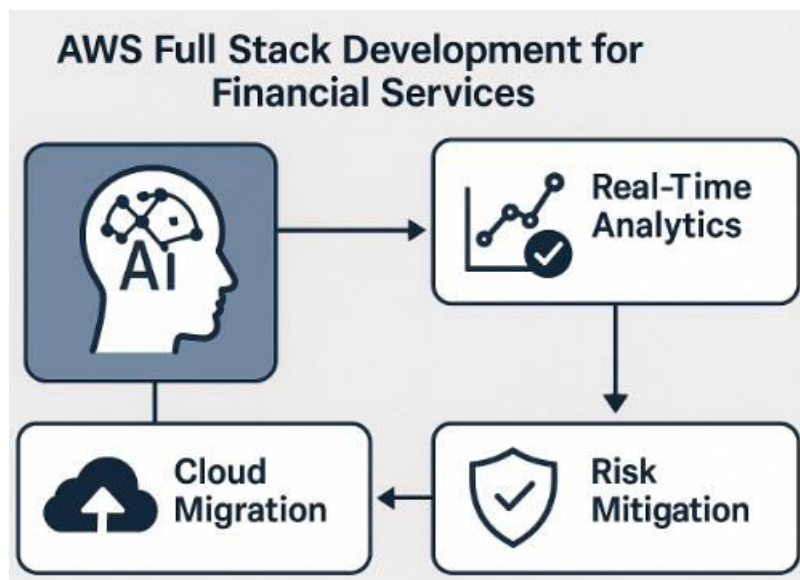 AWS Full Stack Development for
Financial Services
AI
Real-Time
Analytics
Cloud
Migration
Risk
Mitigation